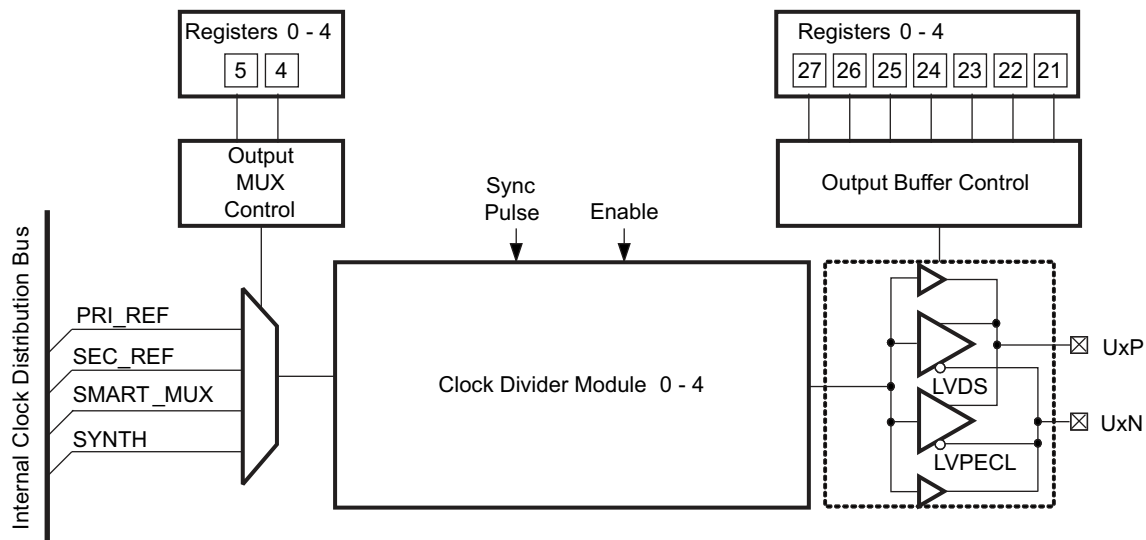 Registers 0 - 4
5 4
Output
MUX
Control
Registers 0 - 4
27 26 25 24 23 22 21
Output Buffer Control
Sync
Pulse
Enable
Internal Clock Distribution Bus
PRI_REF
SEC_REF
SMART_MUX
SYNTH
Clock Divider Module 0 - 4
LVDS
LVPECL
UxP
UxN